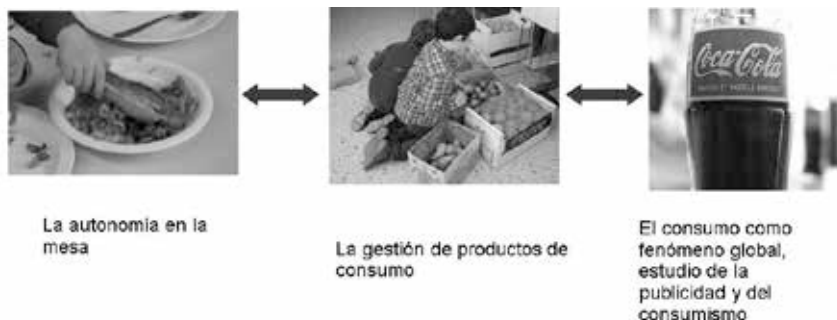 Coca-Cola
La autonomía en la
mesa
La gestión de productos de
consumo
El consumo como
fenómeno global,
estudio de la
publicidad y del
consumismo